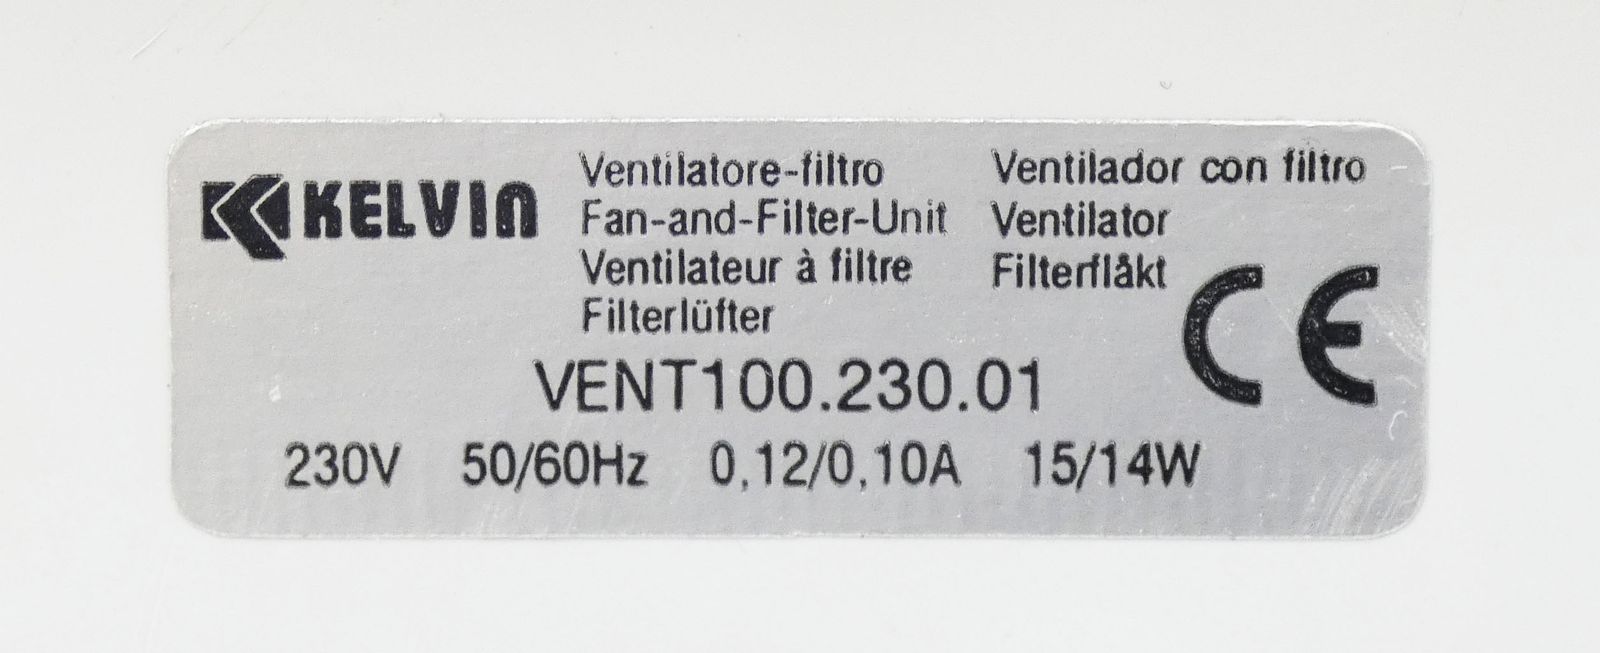 KELVIN
Ventilatore-filtro
Fan-and-Filter-Unit
Ventilateur à filtre
Filterlüfter
Ventilador con filtro
Ventilator
Filterflåkt
CE
VENT100.230.01
230V 50/60Hz 0,12/0,10A 15/14W